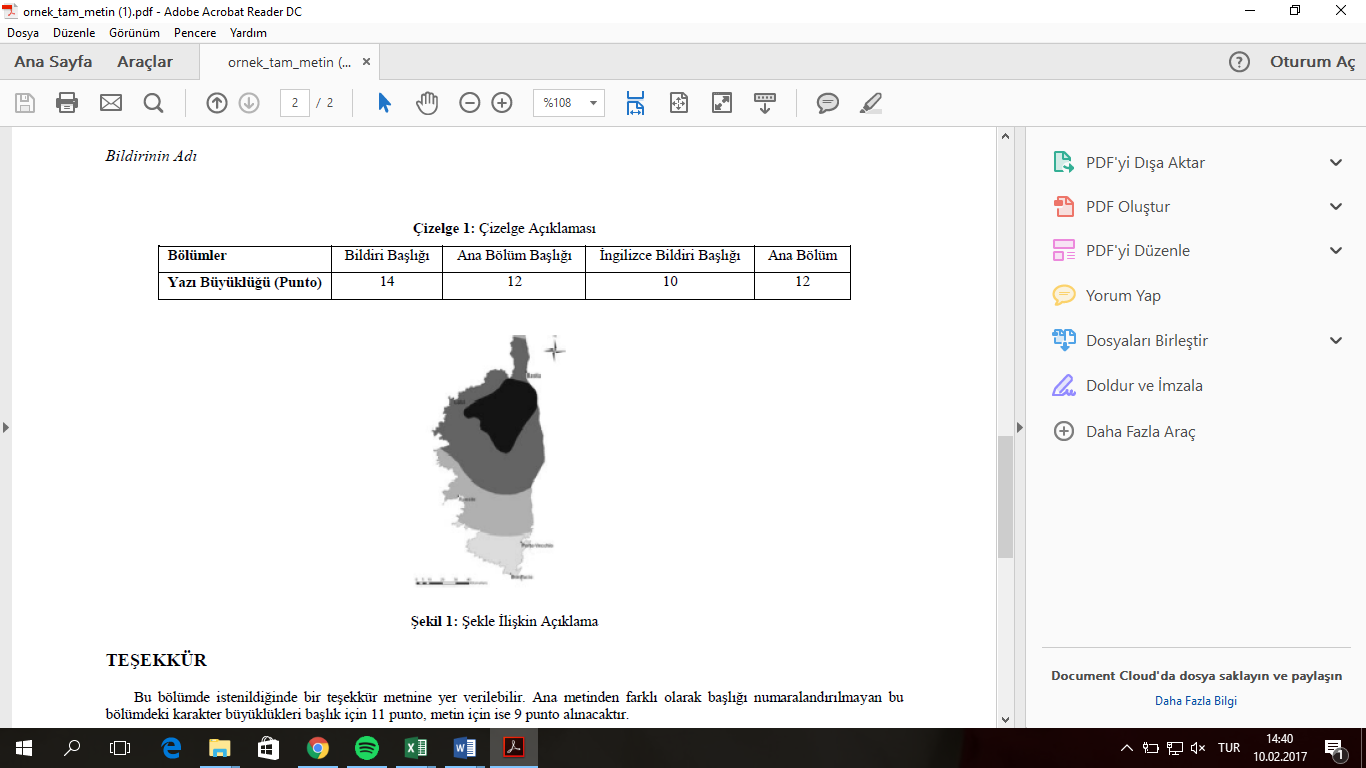 ornek_tam_metin (1).pdf - Adobe Acrobat Reader DC
Dosya Düzenle Görünüm Pencere Yardım
Ana Sayfa Araçlar ornek_tam_metin (... × Oturum Aç
2 / 2 %108
Bildirinin Adı
Çizelge 1: Çizelge Açıklaması
Bölümler Bildiri Başlığı Ana Bölüm Başlığı İngilizce Bildiri Başlığı Ana Bölüm
Yazı Büyüklüğü (Punto) 14 12 10 12
Şekil 1: Şekle İlişkin Açıklama
TEŞEKKÜR
Bu bölümde istenildiğinde bir teşekkür metnine yer verilebilir. Ana metinden farklı olarak başlığı numaralandırılmayan bu
bölümdeki karakter büyüklükleri başlık için 11 punto, metin için ise 9 punto alınacaktır.
PDF'yi Dışa Aktar
PDF Oluştur
PDF'yi Düzenle
Yorum Yap
Dosyaları Birleştir
Doldur ve İmzala
Daha Fazla Araç
Document Cloud'da dosya saklayın ve paylaşın
Daha Fazla Bilgi
TUR
14:40
10.02.2017
1